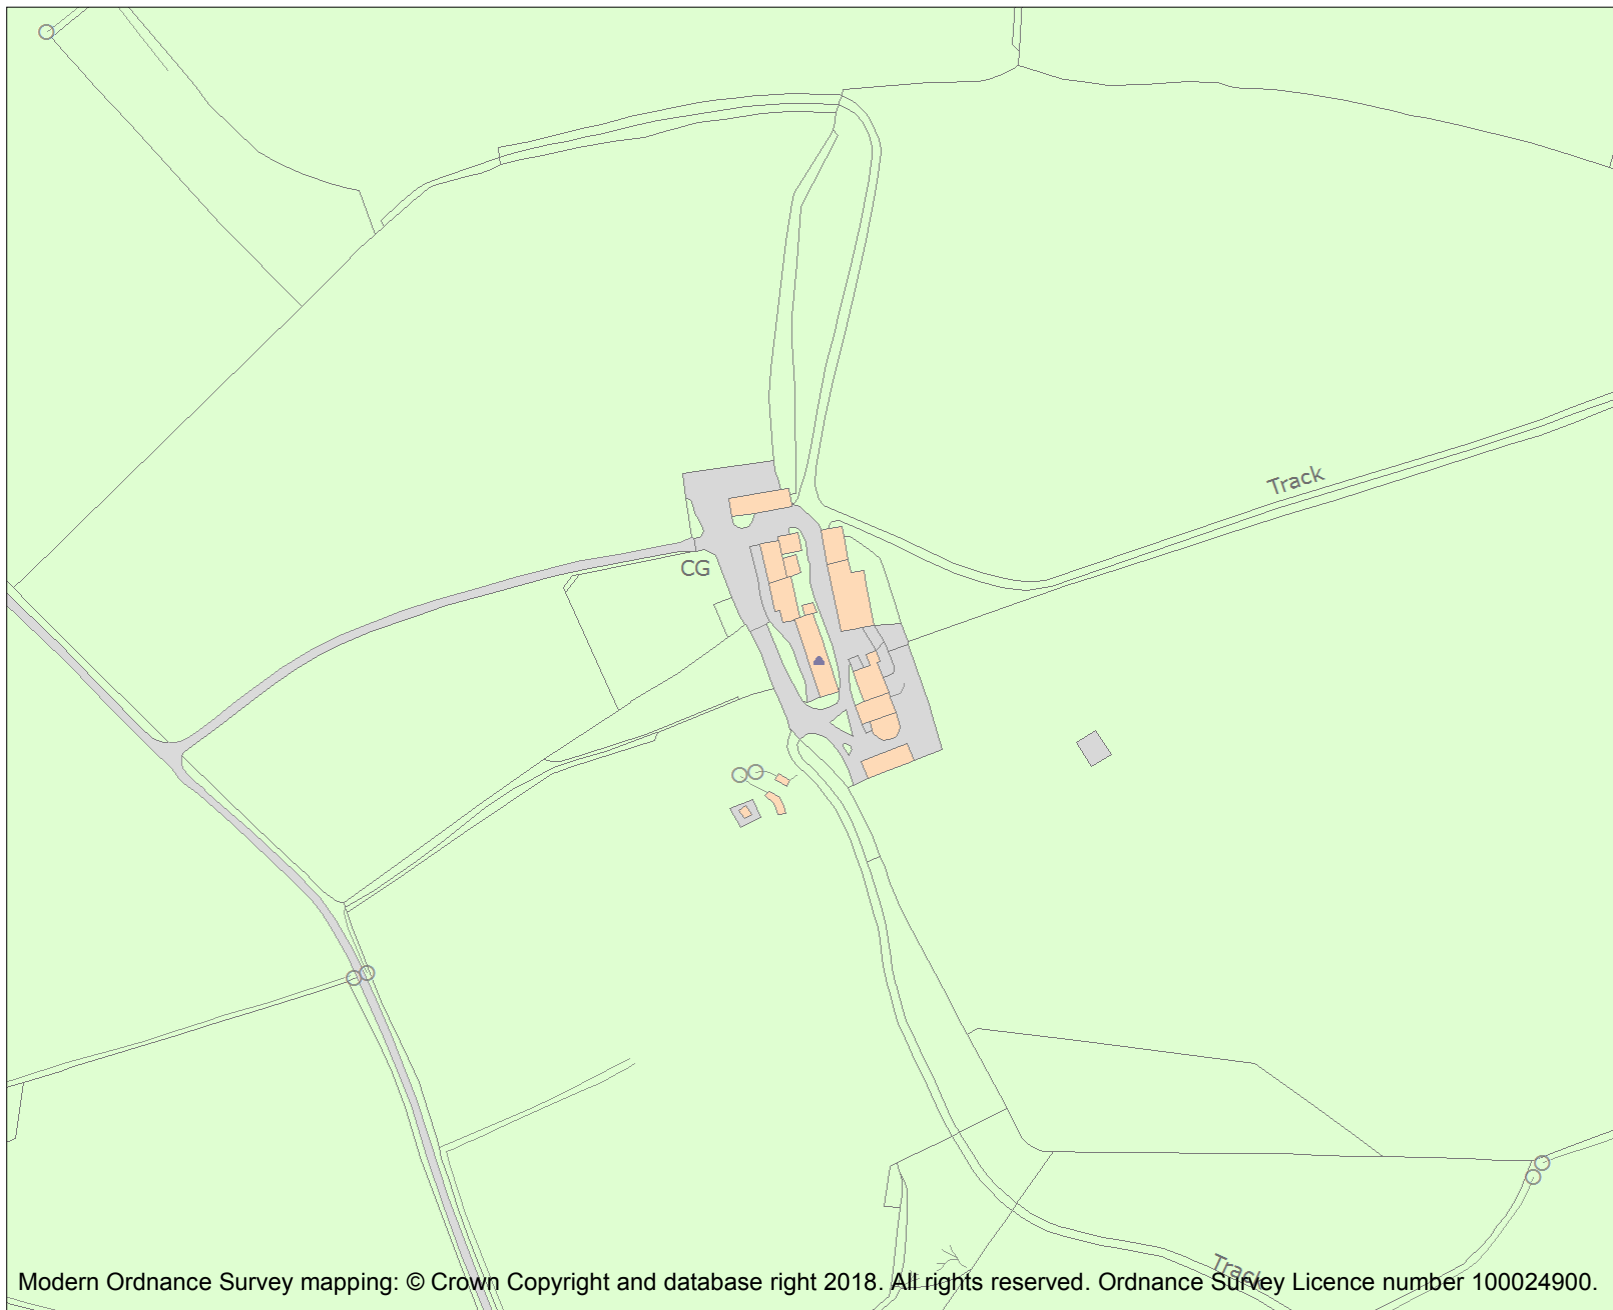 Track
CG
Track
Modern Ordnance Survey mapping: © Crown Copyright and database right 2018. All rights reserved. Ordnance Survey Licence number 100024900.